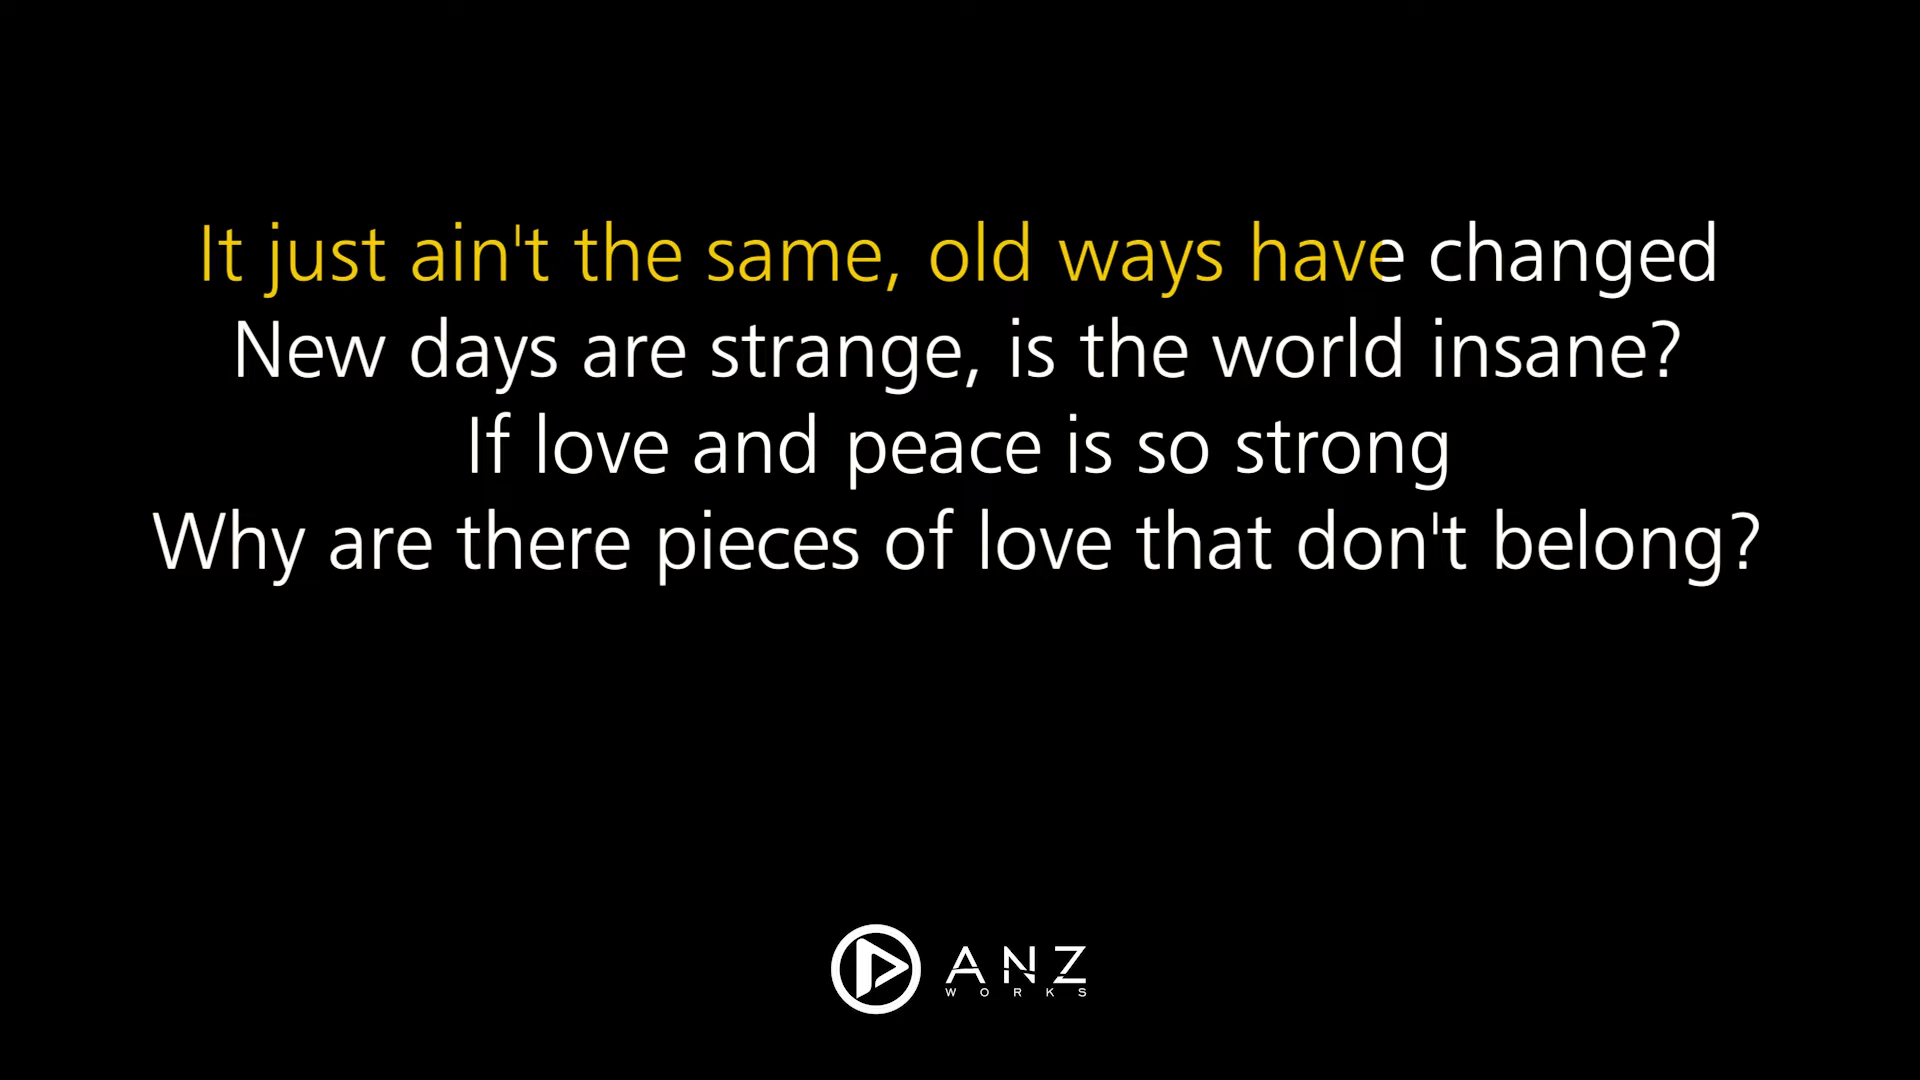 It just ain't the same, old ways have changed
New days are strange, is the world insane?
If love and peace is so strong
Why are there pieces of love that don't belong?
ANZ
WORKS